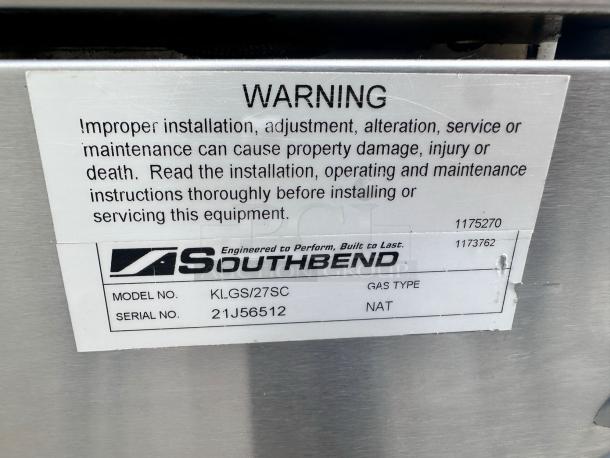 WARNING
Improper installation, adjustment, alteration, service or
maintenance can cause property damage, injury or
death. Read the installation, operating and maintenance
instructions thoroughly before installing or
servicing this equipment.
1175270
Engineered to Perform, Built to Last.
1173762
SOUTHBEND
MODEL NO. KLGS/27SC GAS TYPE
SERIAL NO. 21J56512 NAT